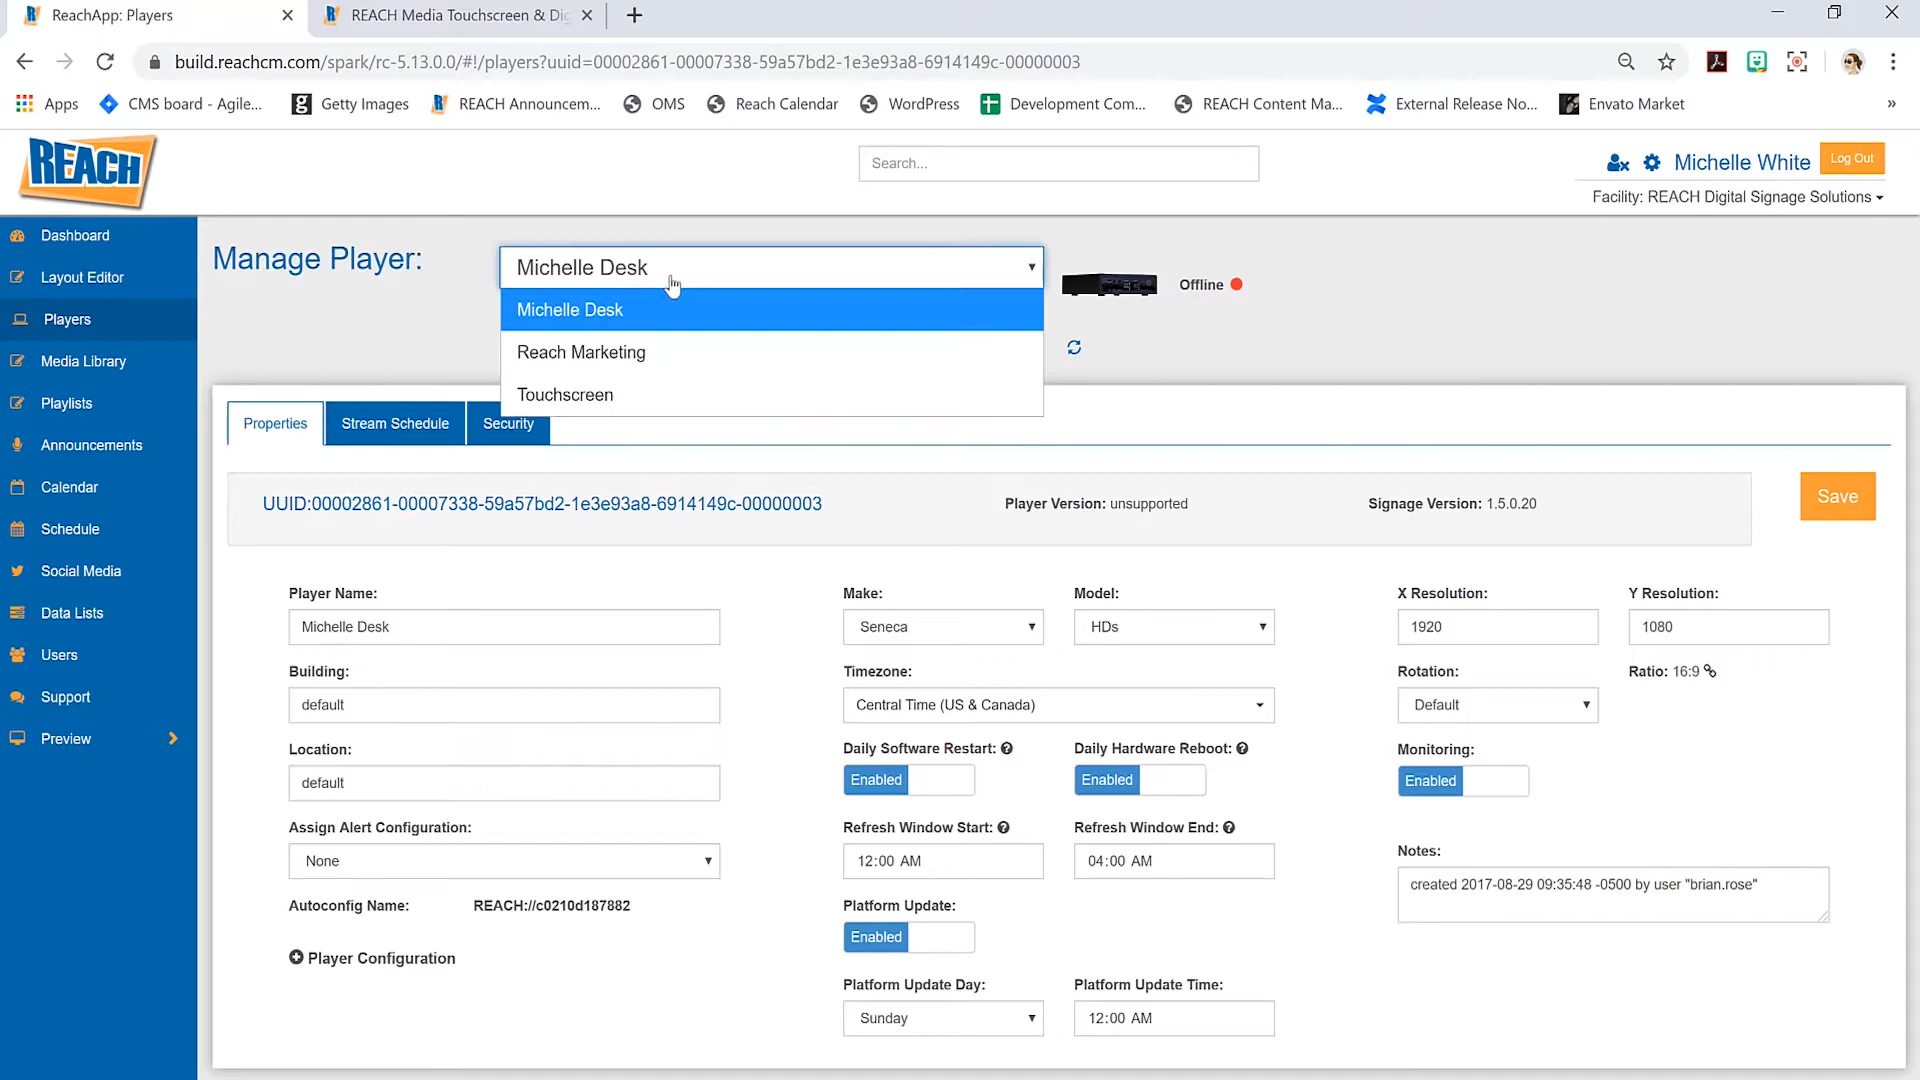 ReachApp: Players
REACH Media Touchscreen & Di
build.reachcm.com/spark/rc-5.13.0.0/#!/players?uuid=00002861-00007338-59a57bd2-1e3e93a8-6914149c-00000003
Apps CMS board - Agile... Getty Images REACH Announcem... OMS Reach Calendar WordPress Development Com... REACH Content Ma... External Release No... Envato Market »
REACH
Search...
Michelle White
Log Out
Facility: REACH Digital Signage Solutions
Dashboard
Layout Editor
Players
Media Library
Playlists
Announcements
Calendar
Schedule
Social Media
Data Lists
Users
Support
Preview
Manage Player:
Michelle Desk
Michelle Desk
Reach Marketing
Touchscreen
Offline
Properties Stream Schedule Security
UUID:00002861-00007338-59a57bd2-1e3e93a8-6914149c-00000003
Player Version: unsupported
Signage Version: 1.5.0.20
Save
Player Name:
Michelle Desk
Building:
default
Location:
default
Assign Alert Configuration:
None
Autoconfig Name: REACH://c0210d187882
Player Configuration
Make: Model:
Seneca HDs
Timezone:
Central Time (US & Canada)
Daily Software Restart: Daily Hardware Reboot:
Enabled Enabled
Refresh Window Start: Refresh Window End:
12:00 AM 04:00 AM
Platform Update:
Enabled
Platform Update Day: Platform Update Time:
Sunday 12:00 AM
X Resolution: Y Resolution:
1920 1080
Rotation: Ratio: 16:9
Default
Monitoring:
Enabled
Notes:
created 2017-08-29 09:35:48 -0500 by user "brian.rose"